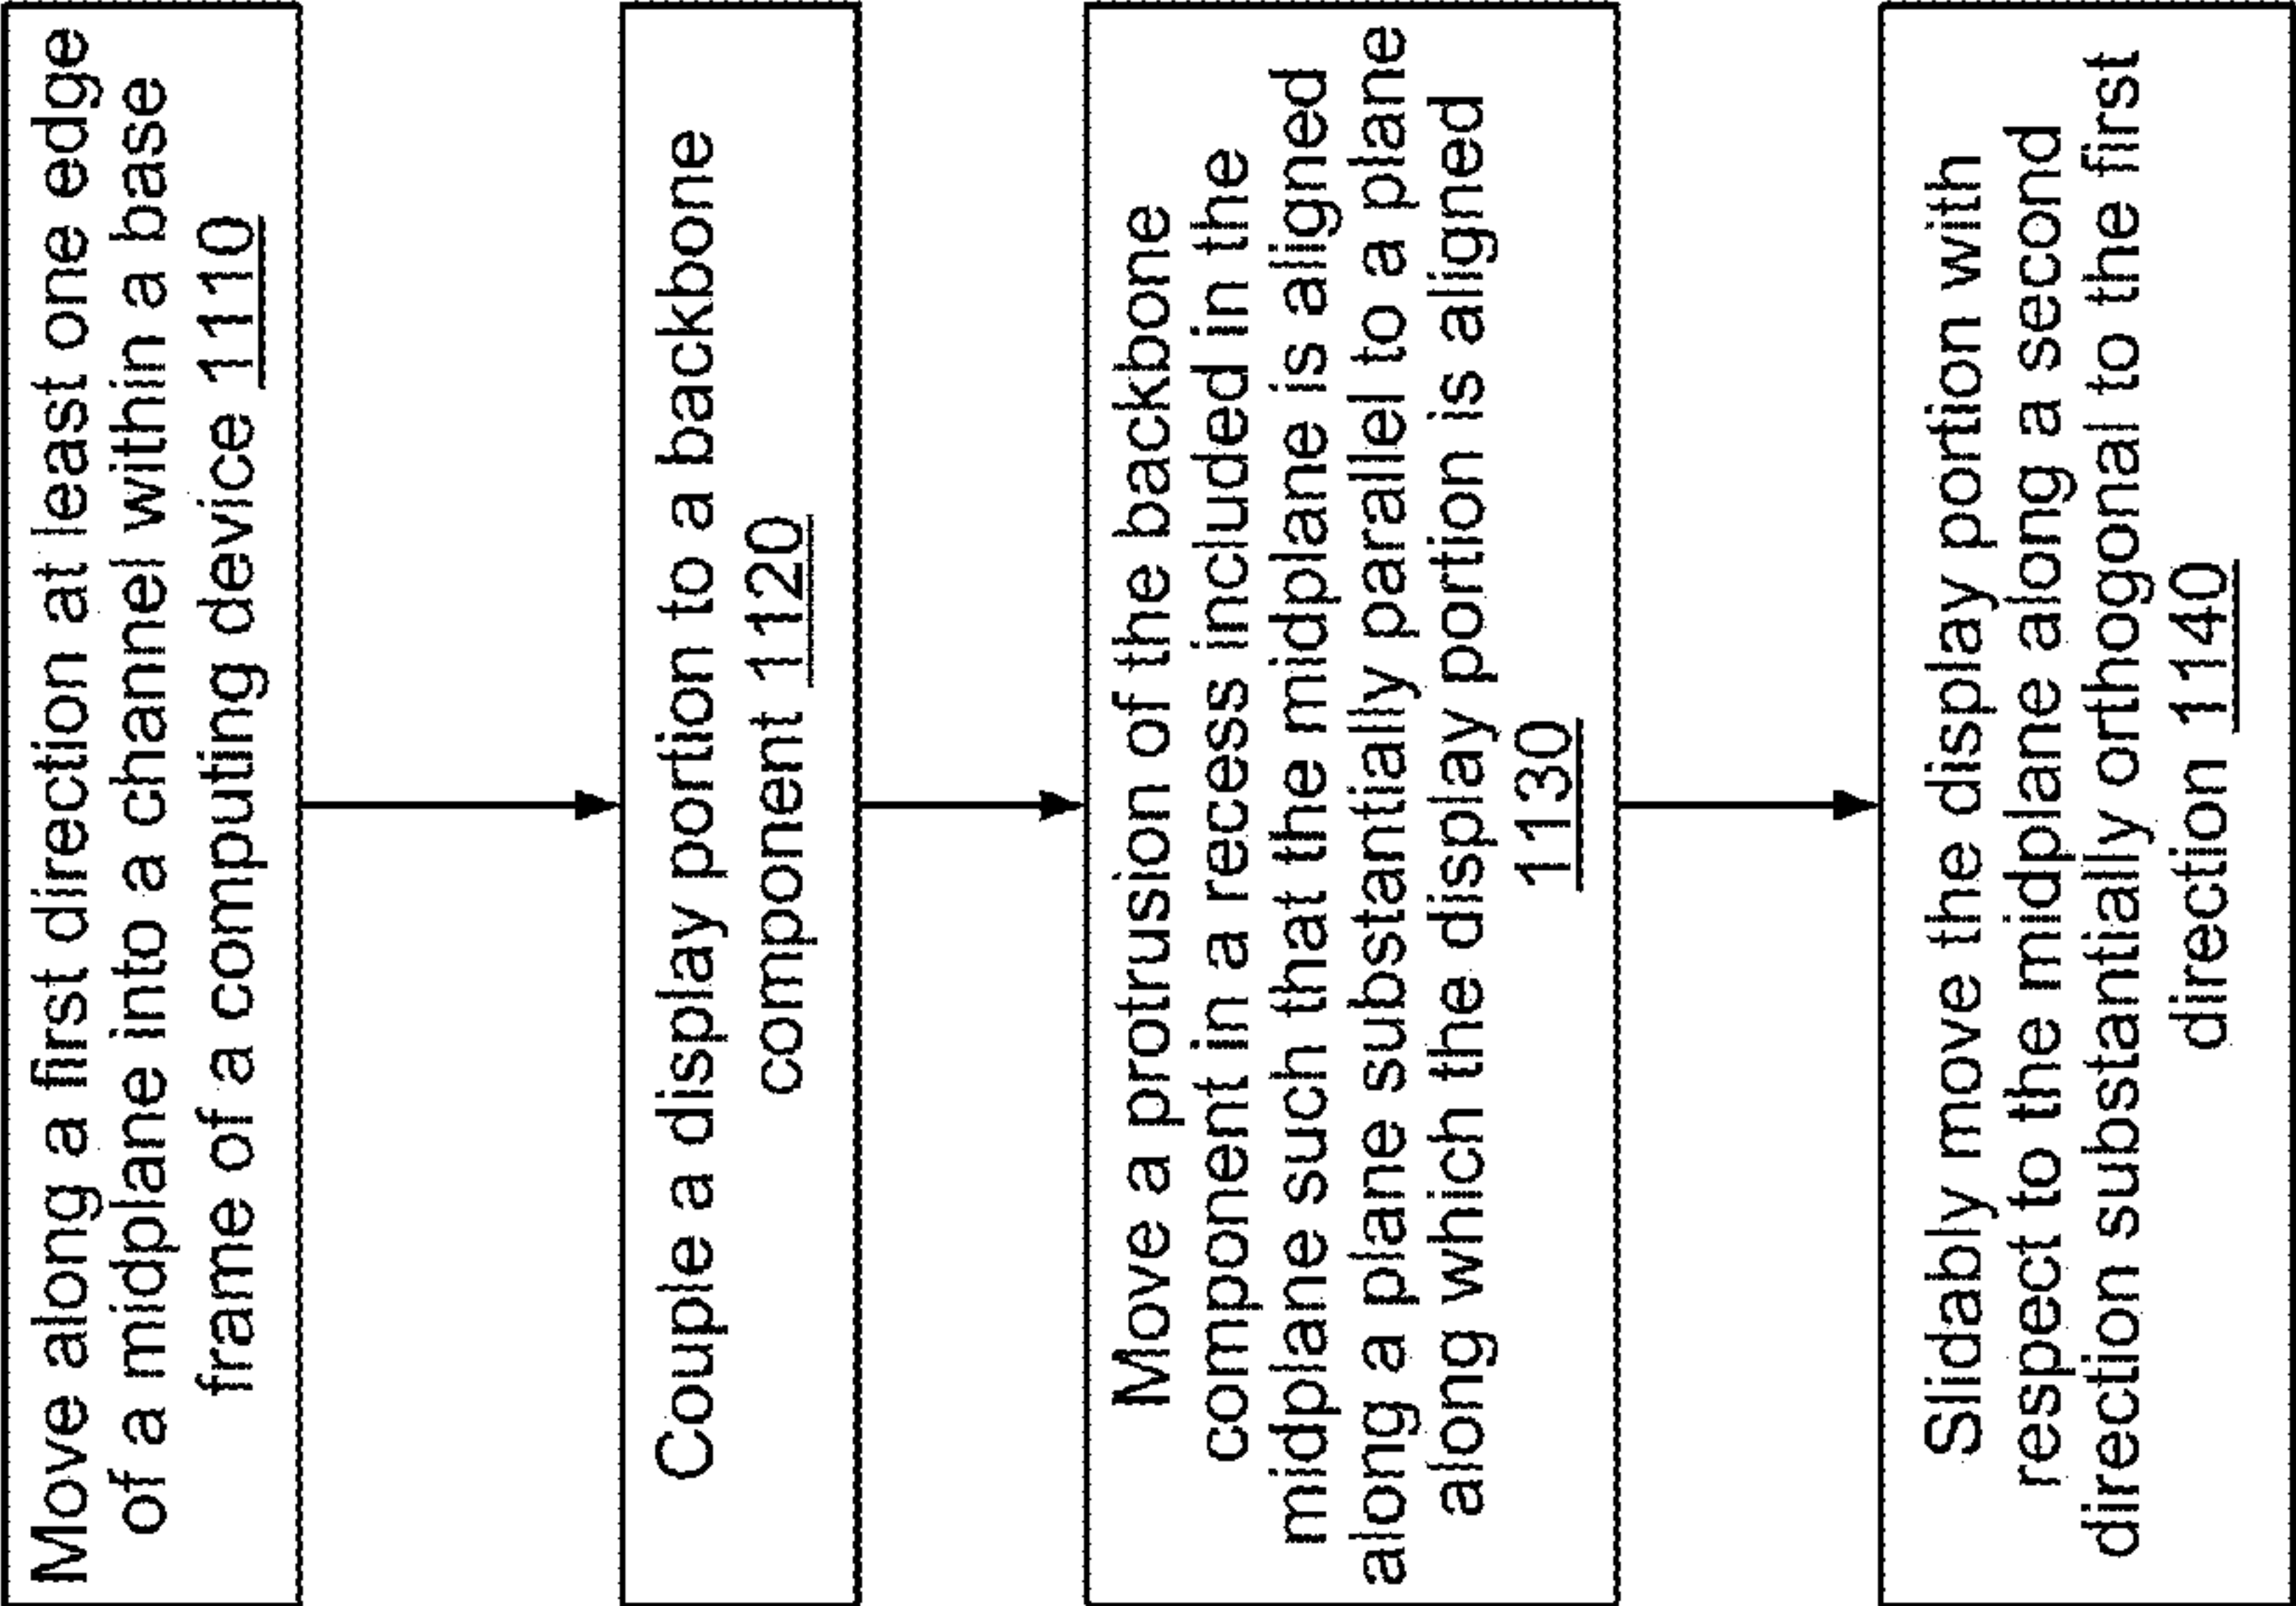 Move along a first direction at least one edge
of a midplane into a channel within a base
frame of a computing device 1110
Couple a display portion to a backbone
component 1120
Move a protrusion of the backbone
component in a recess included in the
midplane such that the midplane is aligned
along a plane substantially parallel to a plane
along which the display portion is aligned
1130
Slidably move the display portion with
respect to the midplane along a second
direction substantially orthogonal to the first
direction 1140